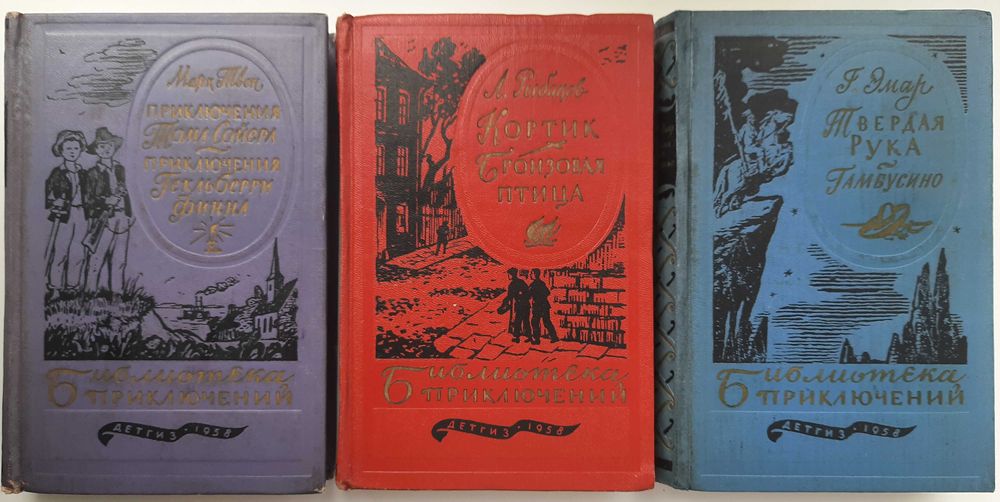 Марк Твен
ПРИКЛЮЧЕНИЯ
Тома Сойера
ПРИКЛЮЧЕНИЯ
Гекльберри
Финна
Библиотека
ПРИКЛЮЧЕНИЙ
ДЕТГИЗ • 1958
А. Рыбаков
КОРТИК
БРОНЗОВАЯ
ПТИЦА
Библиотека
ПРИКЛЮЧЕНИЙ
ДЕТГИЗ • 1958
Г. Эмар
ТВЕРДАЯ
РУКА
Гамбусино
Библиотека
ПРИКЛЮЧЕНИЙ
ДЕТГИЗ • 1958